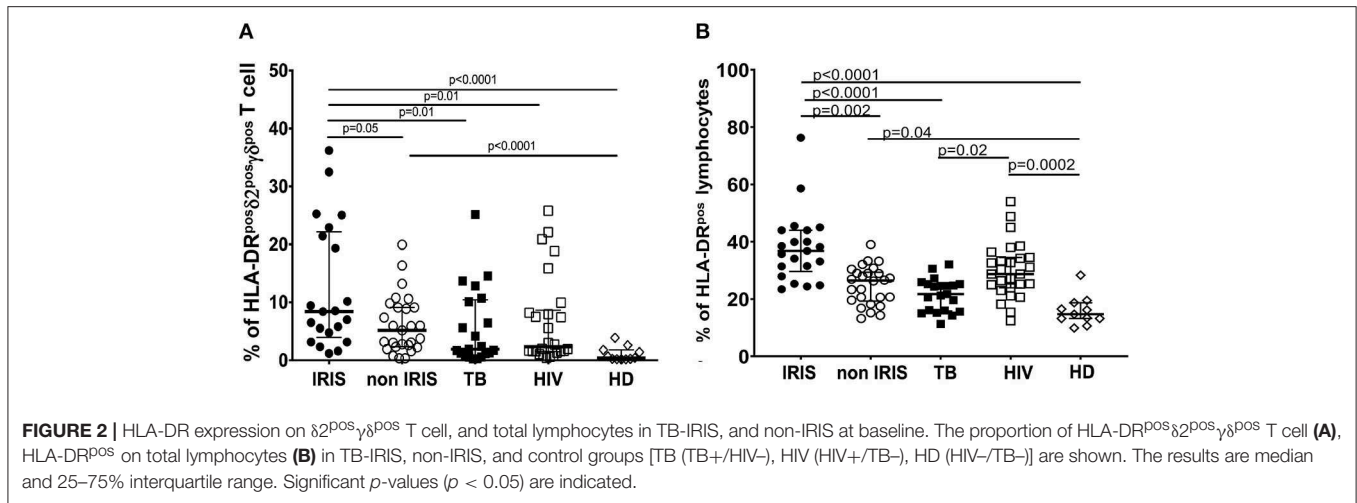 A
B
% of HLA-DRposδ2posγδpos T cell
50
40
30
20
10
0
p<0.0001
p=0.01
p=0.01
p=0.05
p<0.0001
IRIS non IRIS TB HIV HD
% of HLA-DRpos lymphocytes
100
80
60
40
20
0
p<0.0001
p<0.0001
p=0.002
p=0.04
p=0.02
p=0.0002
IRIS non IRIS TB HIV HD
FIGURE 2 | HLA-DR expression on δ2posγδpos T cell, and total lymphocytes in TB-IRIS, and non-IRIS at baseline. The proportion of HLA-DRposδ2posγδpos T cell (A),
HLA-DRpos on total lymphocytes (B) in TB-IRIS, non-IRIS, and control groups [TB (TB+/HIV–), HIV (HIV+/TB–), HD (HIV–/TB–)] are shown. The results are median
and 25–75% interquartile range. Significant p-values (p < 0.05) are indicated.